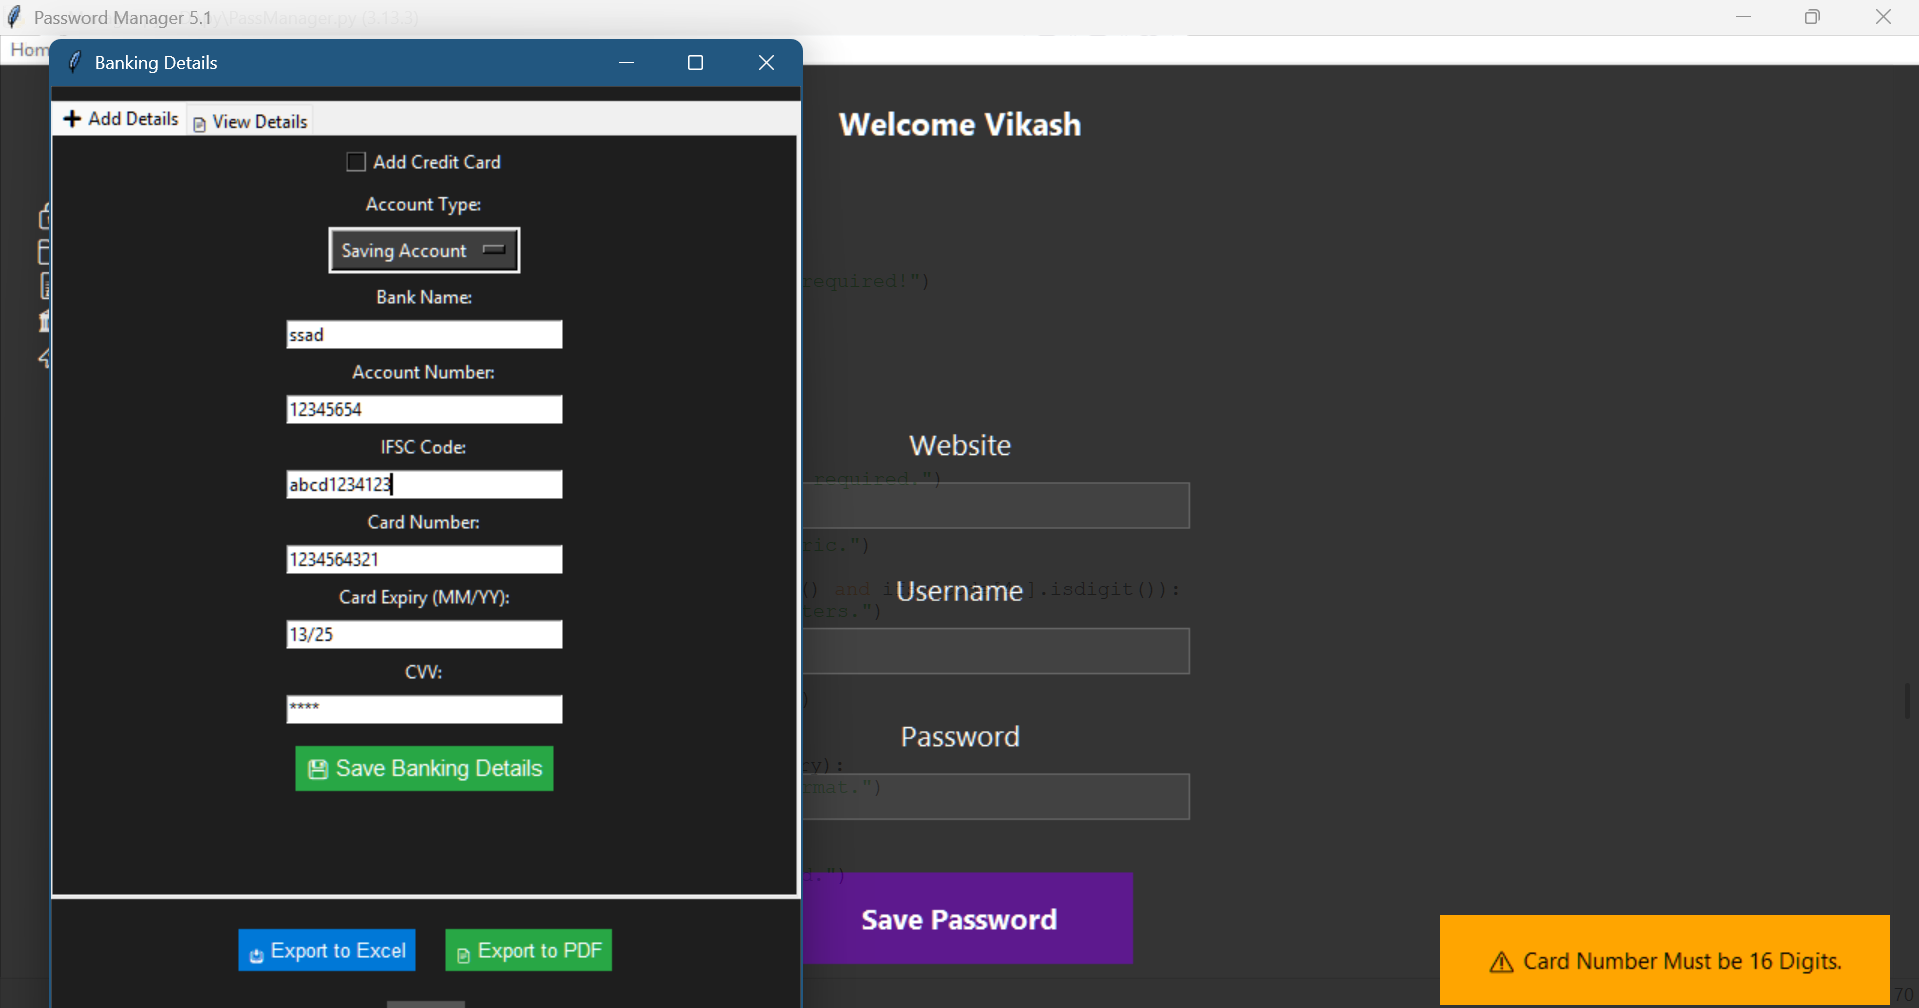 Password Manager 5.1 \PassManager.py (3.13.3)
Hom
Banking Details
Add Details
View Details
Add Credit Card
Account Type:
Saving Account
Bank Name:
ssad
Account Number:
12345654
IFSC Code:
abcd1234123
Card Number:
1234564321
Card Expiry (MM/YY):
13/25
CVV:
****
Save Banking Details
Export to Excel
Export to PDF
Welcome Vikash
required!")
Website
required.")
ric.")
Username
() and i
].isdigit()):
ters.")
)
Password
cy):
rmat.")
d.")
Save Password
⚠ Card Number Must be 16 Digits.
70